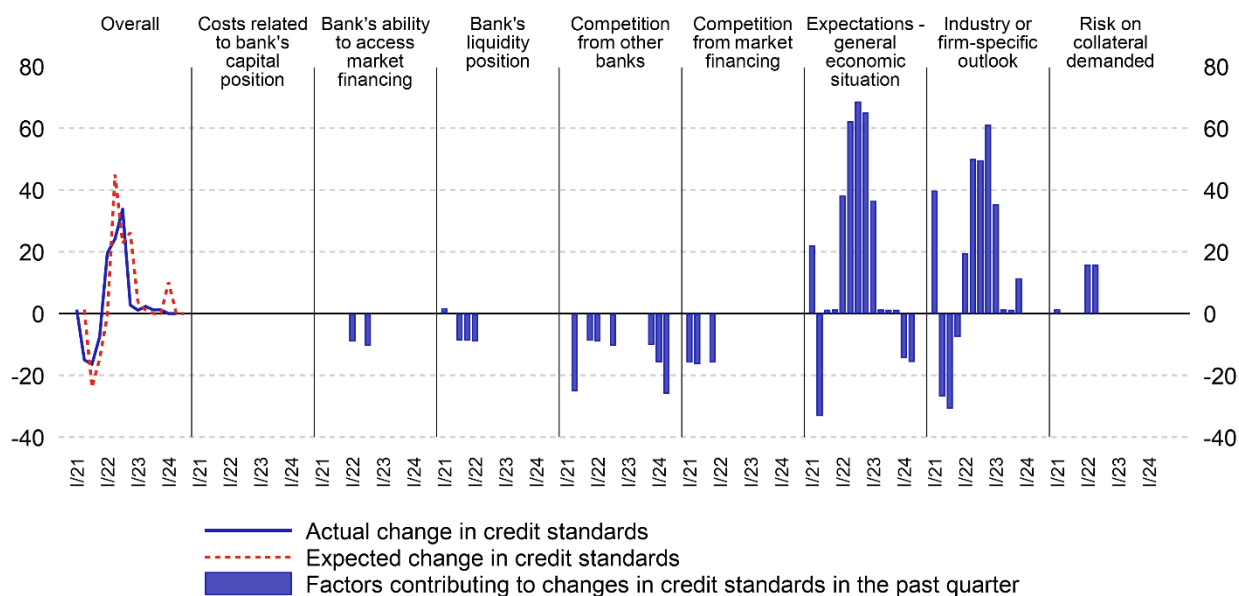 Overall
Costs related
to bank's
capital
position
Bank's ability
to access
market
financing
Bank's
liquidity
position
Competition
from other
banks
Competition
from market
financing
Expectations -
general
economic
situation
Industry or
firm-specific
outlook
Risk on
collateral
demanded
80
60
40
20
0
-20
-40
80
60
40
20
0
-20
-40
I/21
I/22
I/23
I/24
I/21
I/22
I/23
I/24
I/21
I/22
I/23
I/24
I/21
I/22
I/23
I/24
I/21
I/22
I/23
I/24
I/21
I/22
I/23
I/24
I/21
I/22
I/23
I/24
I/21
I/22
I/23
I/24
I/21
I/22
I/23
I/24
Actual change in credit standards
Expected change in credit standards
Factors contributing to changes in credit standards in the past quarter